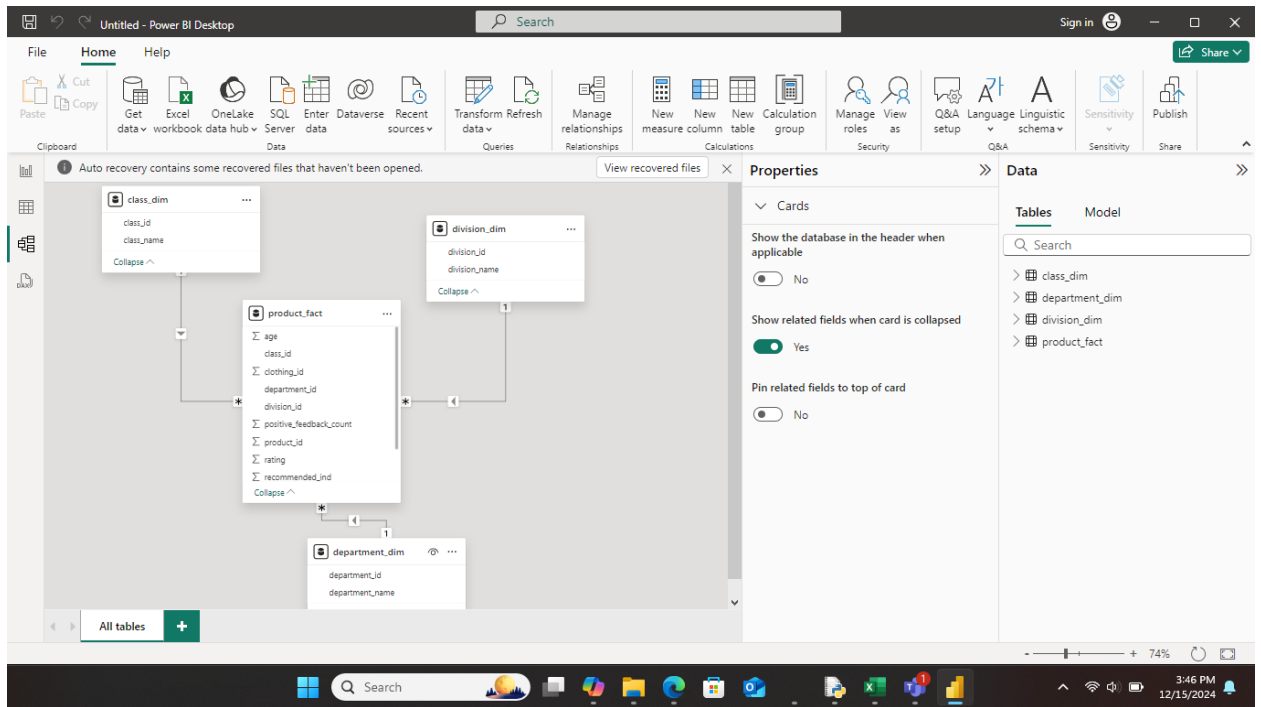 Untitled - Power BI Desktop
Search
Sign in
File Home Help
Share
Paste
Cut
Copy
Clipboard
Get data
Excel workbook
OneLake data hub
SQL Server
Enter data
Dataverse
Recent sources
Data
Transform data
Refresh
Queries
Manage relationships
Relationships
New measure
New column
New table
Calculation group
Calculations
Manage roles
View as
Security
Q&A setup
Language
Linguistic schema
Q&A
Sensitivity
Sensitivity
Publish
Share
Auto recovery contains some recovered files that haven't been opened.
View recovered files
class_dim
class_id
class_name
Collapse
division_dim
division_id
division_name
Collapse
1
product_fact
Σ age
class_id
Σ clothing_id
department_id
division_id
Σ positive_feedback_count
Σ product_id
Σ rating
Σ recommended_ind
Collapse
*
*
*
1
department_dim
department_id
department_name
All tables
+
Properties
Cards
Show the database in the header when
applicable
No
Show related fields when card is collapsed
Yes
Pin related fields to top of card
No
Data
Tables Model
Search
class_dim
department_dim
division_dim
product_fact
- + 74%
Search
1
3:46 PM
12/15/2024